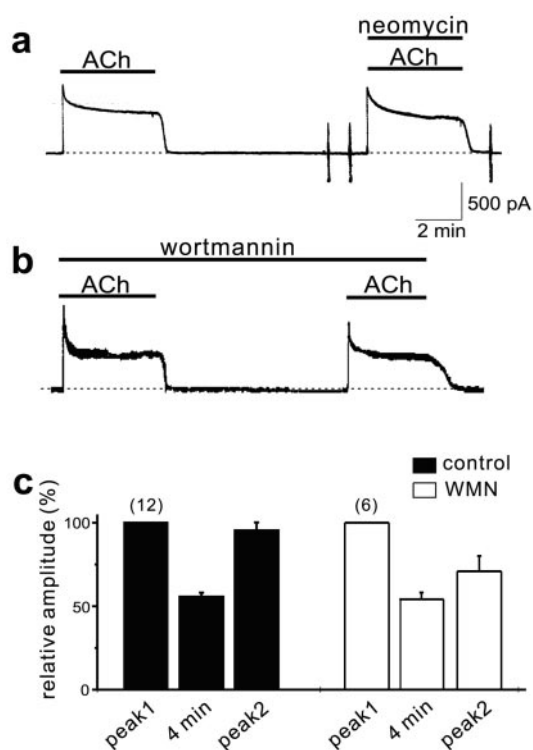 a
ACh
neomycin
ACh
500 pA
2 min
b
wortmannin
ACh
ACh
c
control
WMN
relative amplitude (%)
100
50
0
(12)
(6)
peak1
4 min
peak2
peak1
4 min
peak2